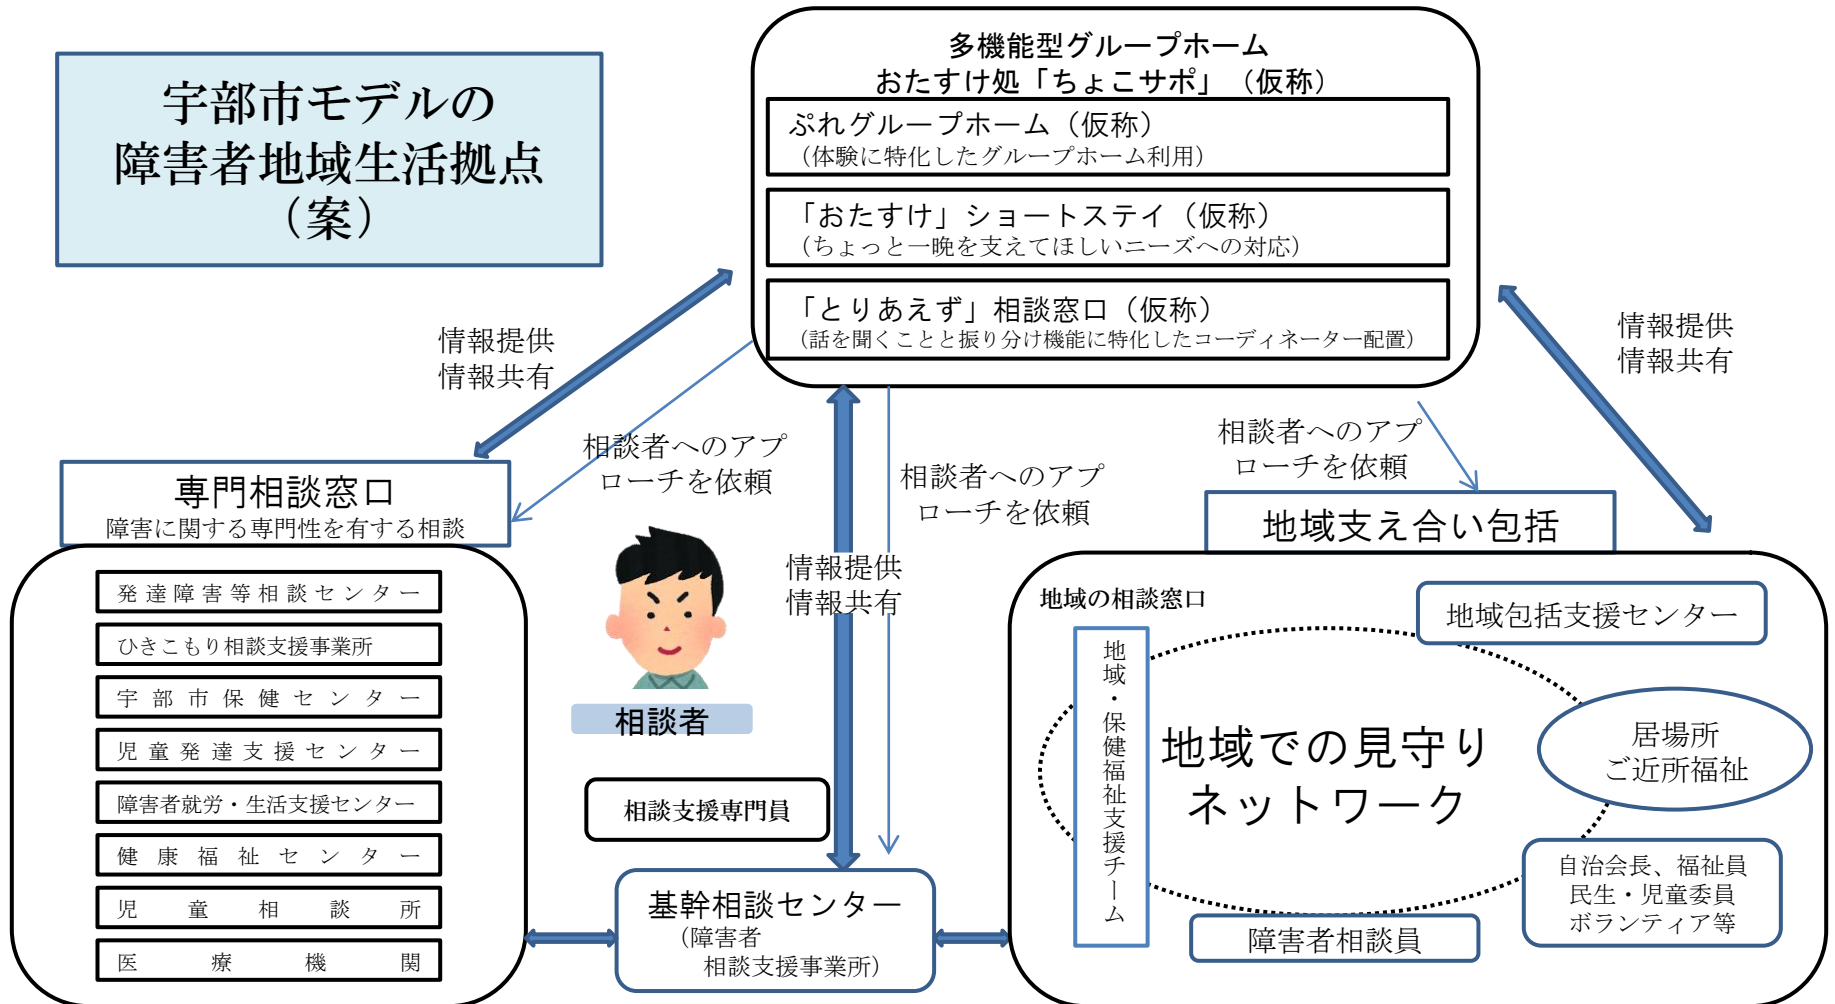 宇部市モデルの
障害者地域生活拠点
（案）
多機能型グループホーム
おたすけ処「ちょこサポ」（仮称）
ぷれグループホーム（仮称）
（体験に特化したグループホーム利用）
「おたすけ」ショートステイ（仮称）
（ちょっと一晩を支えてほしいニーズへの対応）
「とりあえず」相談窓口（仮称）
（話を聞くことと振り分け機能に特化したコーディネーター配置）
情報提供
情報共有
情報提供
情報共有
相談者へのアプ
ローチを依頼
相談者へのアプ
ローチを依頼
相談者へのアプ
ローチを依頼
情報提供
情報共有
専門相談窓口
障害に関する専門性を有する相談
発達障害等相談センター
ひきこもり相談支援事業所
宇部市保健センター
児童発達支援センター
障害者就労・生活支援センター
健康福祉センター
児童相談所
医療機関
相談者
相談支援専門員
基幹相談センター
（障害者
相談支援事業所）
地域支え合い包括
地域の相談窓口
地域包括支援センター
地域・保健福祉支援チーム
地域での見守り
ネットワーク
居場所
ご近所福祉
自治会長、福祉員
民生・児童委員
ボランティア等
障害者相談員